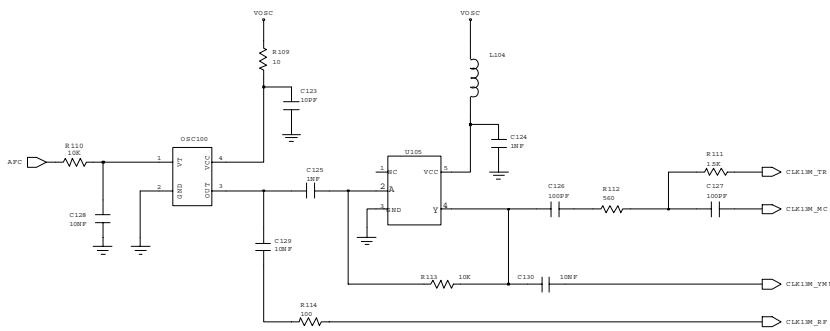 VOSC
VOSC
R109
10
L104
C123
10PF
C124
1NF
OSC100
R110
10K
AFC
1
VT
VCC
4
2
GND
OUT
3
C125
1NF
U105
1
NC
VCC
5
2
A
3
GND
Y
4
C126
100PF
R112
560
R111
1.5K
CLK13M_TR
C127
100PF
CLK13M_MC
C128
10NF
C129
10NF
R113
10K
C130
10NF
R114
100
CLK13M_RF